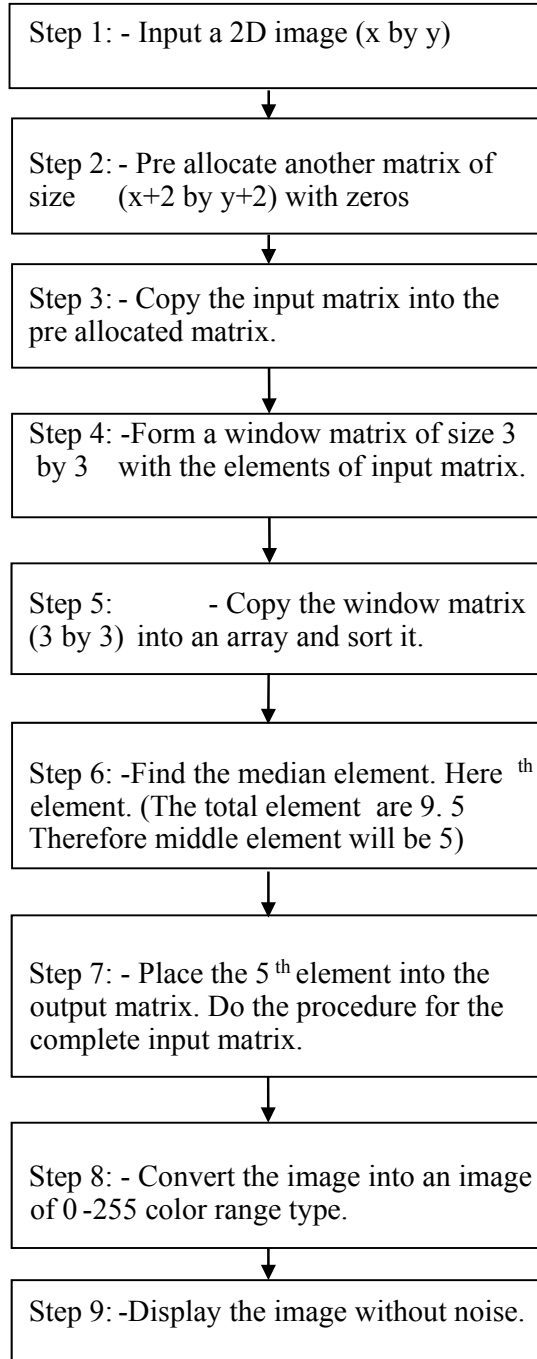 Step 1: - Input a 2D image (x by y)
Step 2: - Pre allocate another matrix of
size (x+2 by y+2) with zeros
Step 3: - Copy the input matrix into the
pre allocated matrix.
Step 4: -Form a window matrix of size 3
by 3 with the elements of input matrix.
Step 5: - Copy the window matrix
(3 by 3) into an array and sort it.
Step 6: -Find the median element. Here th
element. (The total element are 9. 5
Therefore middle element will be 5)
Step 7: - Place the 5 th element into the
output matrix. Do the procedure for the
complete input matrix.
Step 8: - Convert the image into an image
of 0 -255 color range type.
Step 9: -Display the image without noise.